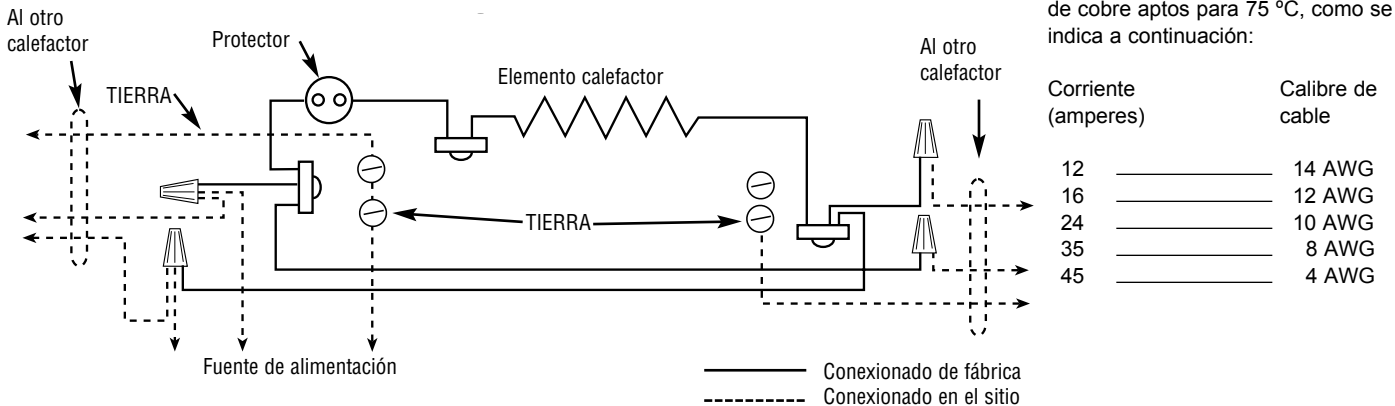 Al otro
calefactor
Protector
TIERRA
Elemento calefactor
Al otro
calefactor
TIERRA
Fuente de alimentación
Conexionado de fábrica
Conexionado en el sitio
de cobre aptos para 75 ºC, como se
indica a continuación:
Corriente Calibre de
(amperes) cable
12 14 AWG
16 12 AWG
24 10 AWG
35 8 AWG
45 4 AWG